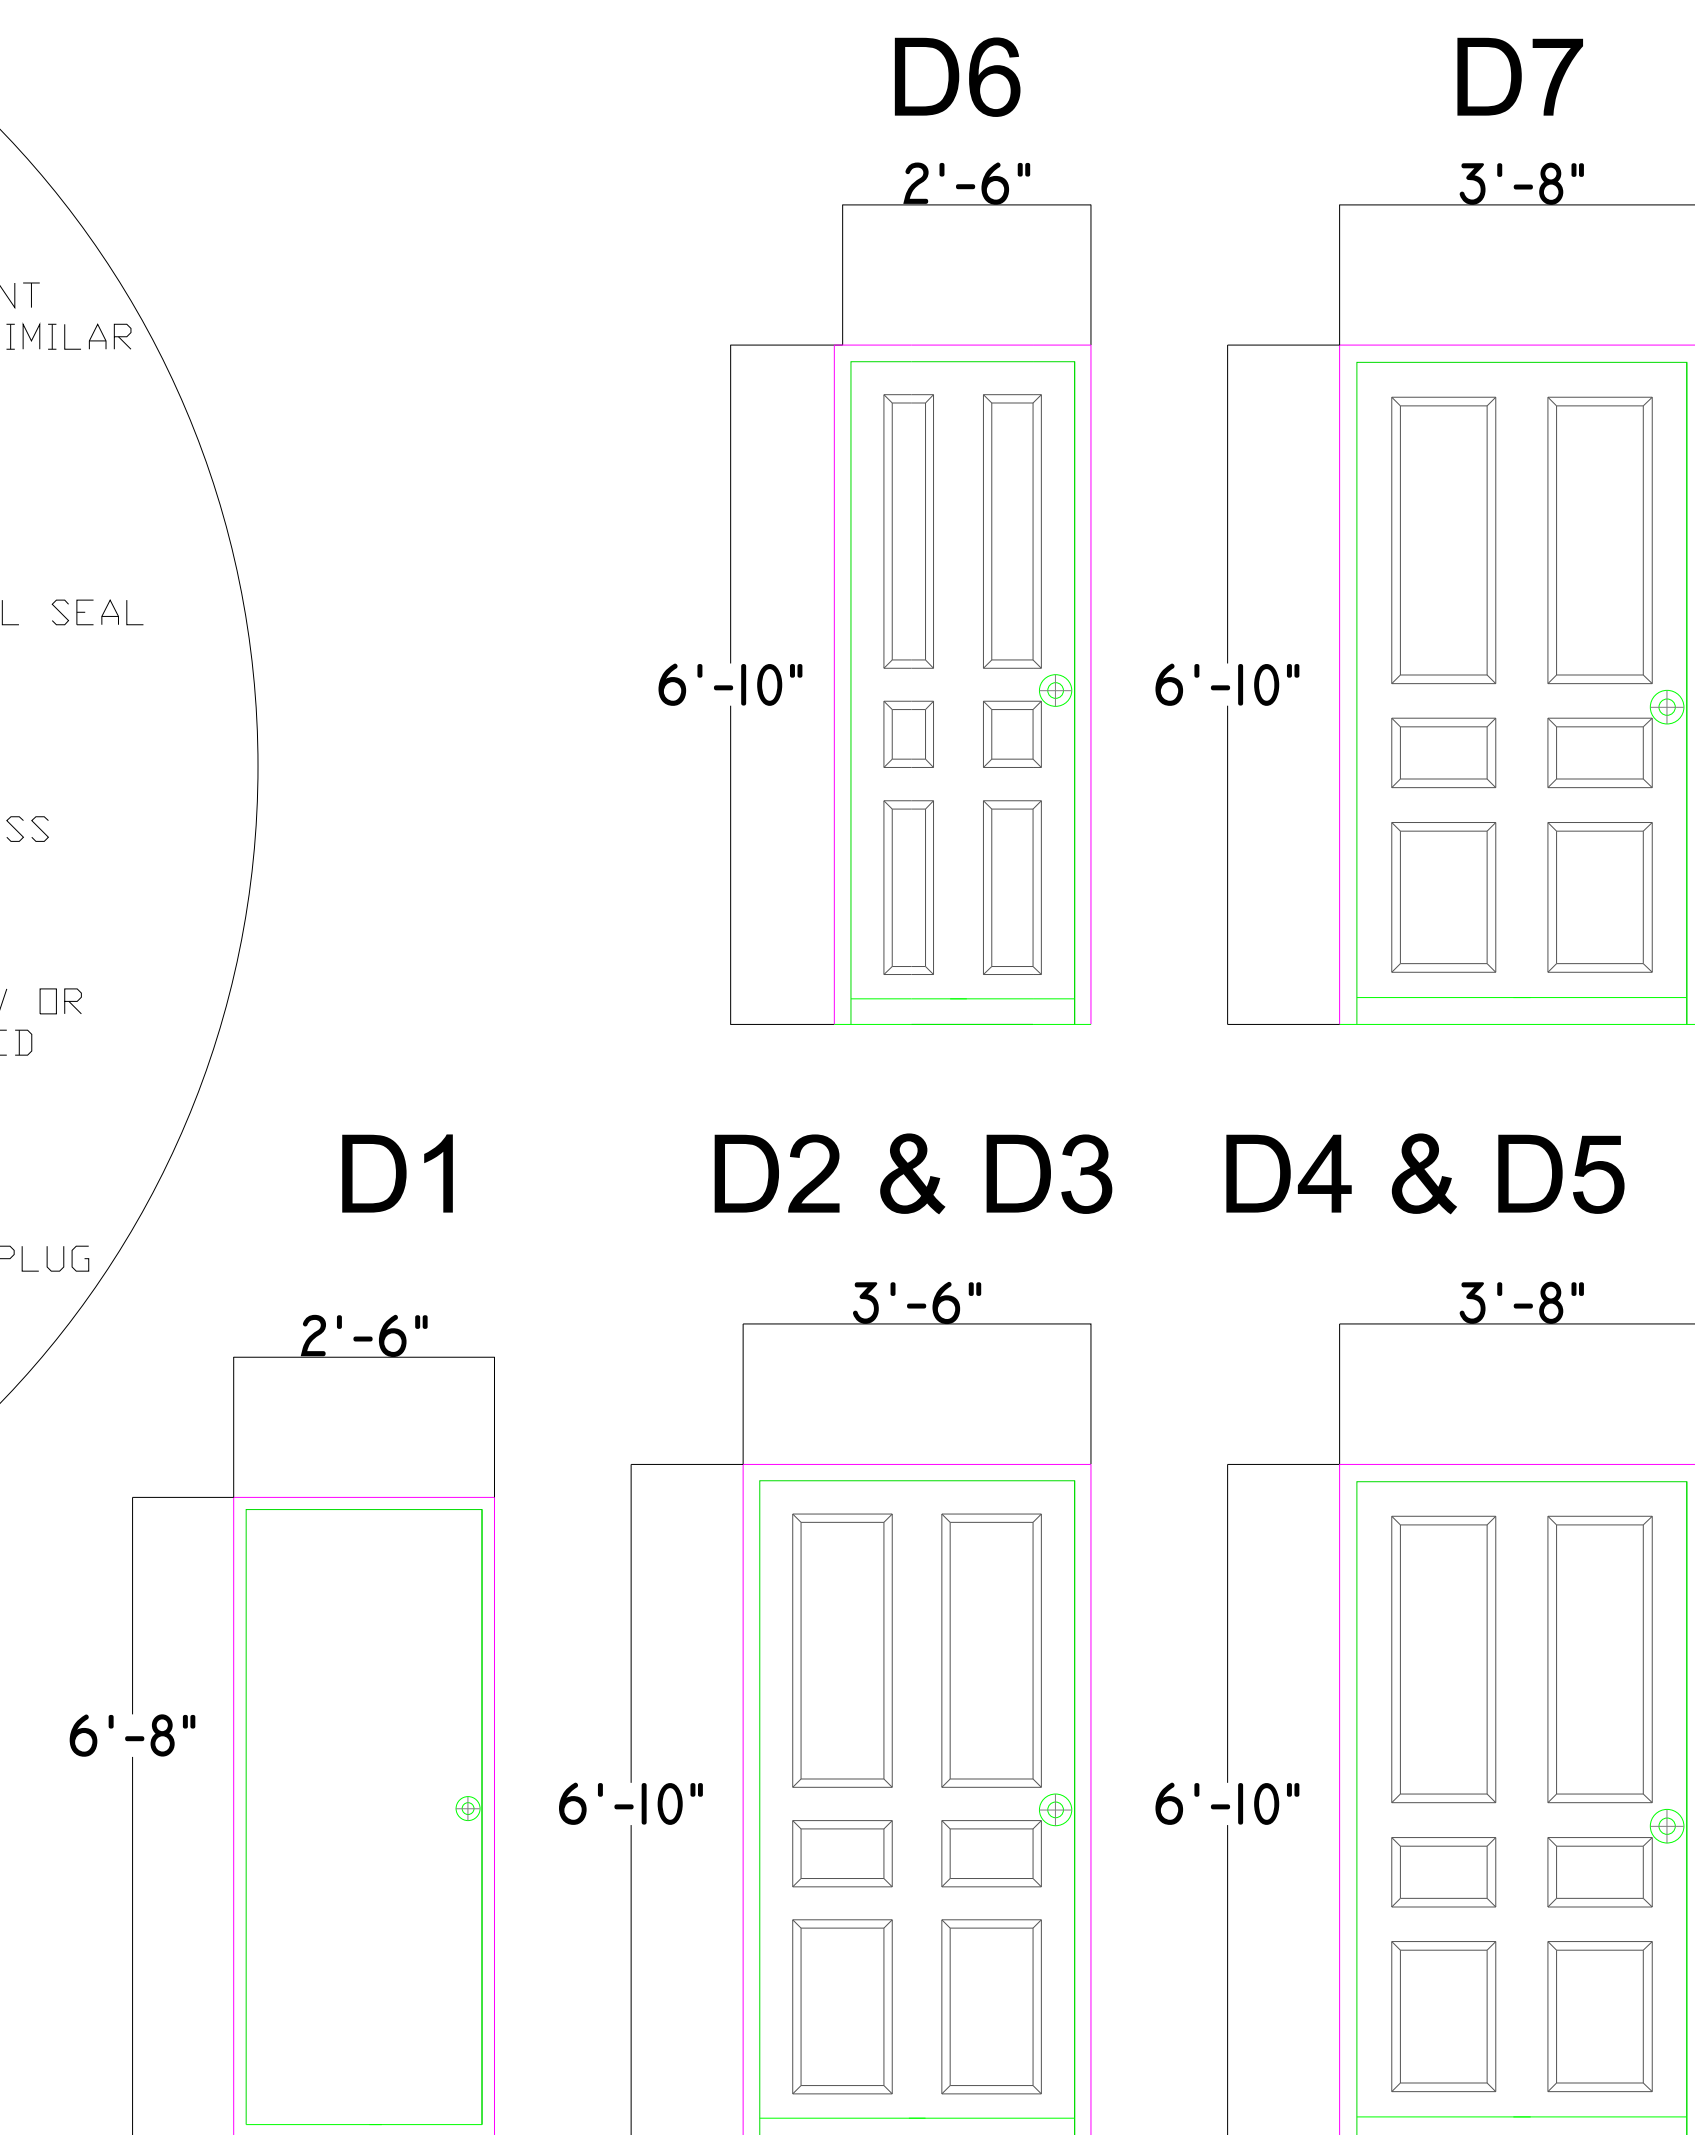 D6 D7
2'-6" 3'-8"
NT
IMILAR
L SEAL
6'-10" 6'-10"
SS
OR
D
D1 D2 & D3 D4 & D5
PLUG
3'-6" 3'-8"
2'-6"
6'-8"
6'-10" 6'-10"